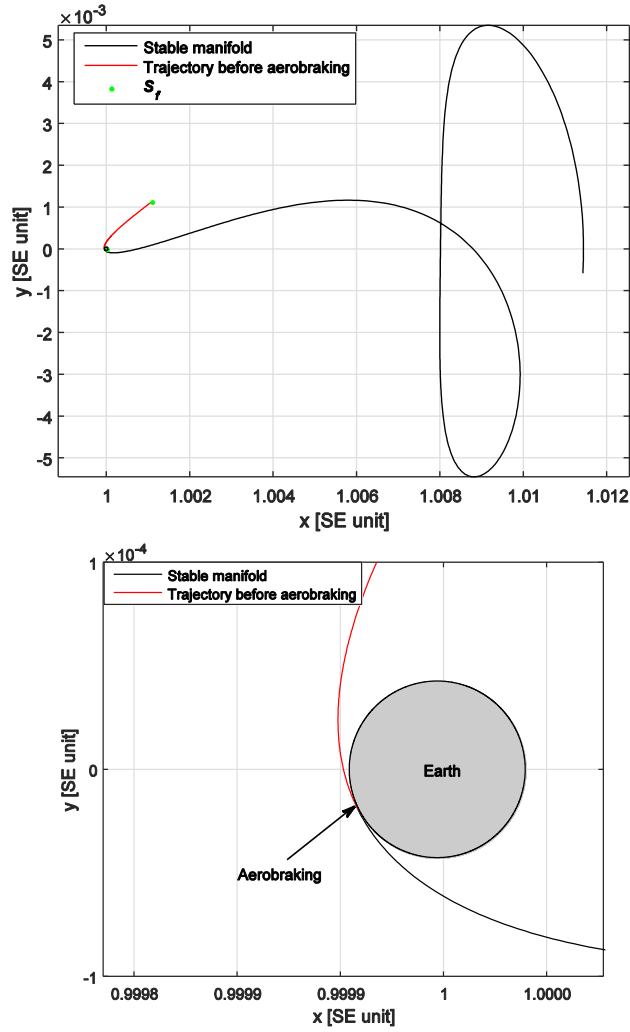 ×10⁻³
Stable manifold
Trajectory before aerobraking
S_f
5
4
3
2
1
0
-1
-2
-3
-4
-5
y [SE unit]
1 1.002 1.004 1.006 1.008 1.01 1.012
x [SE unit]
×10⁻⁴
1
Stable manifold
Trajectory before aerobraking
y [SE unit]
0
Earth
Aerobraking
-1
0.9998 0.9999 0.9999 1 1.0000
x [SE unit]